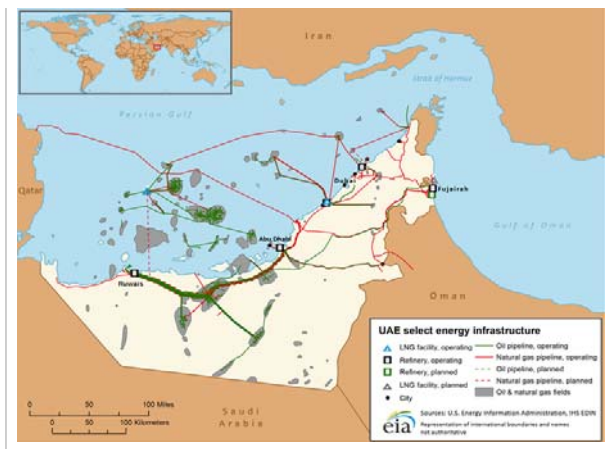 Iran
Strait of Hormuz
Persian Gulf
Qatar
Dubai
Fujairah
Gulf of Oman
Abu Dhabi
Ruwais
Oman
Saudi
Arabia
0 50 100 Miles
0 50 100 Kilometers
UAE select energy infrastructure
LNG facility, operating
Refinery, operating
Refinery, planned
LNG facility, planned
City
Oil pipeline, operating
Natural gas pipeline, operating
Oil pipeline, planned
Natural gas pipeline, planned
Oil & natural gas fields
eia
Sources: U.S. Energy Information Administration, IHS EDIN
Representation of international boundaries and names
not authoritative